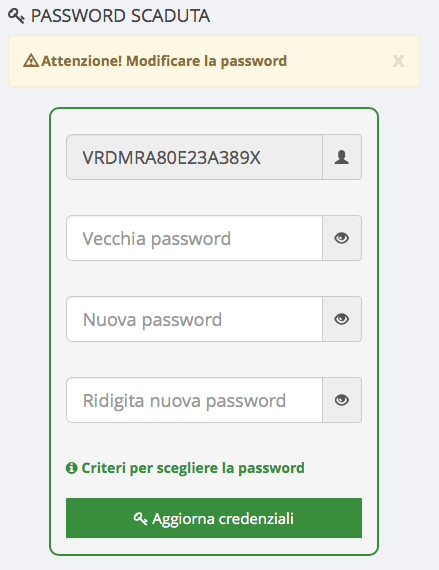 PASSWORD SCADUTA
Attenzione! Modificare la password
x
VRDMRA80E23A389X
Vecchia password
Nuova password
Ridigita nuova password
Criteri per scegliere la password
Aggiorna credenziali